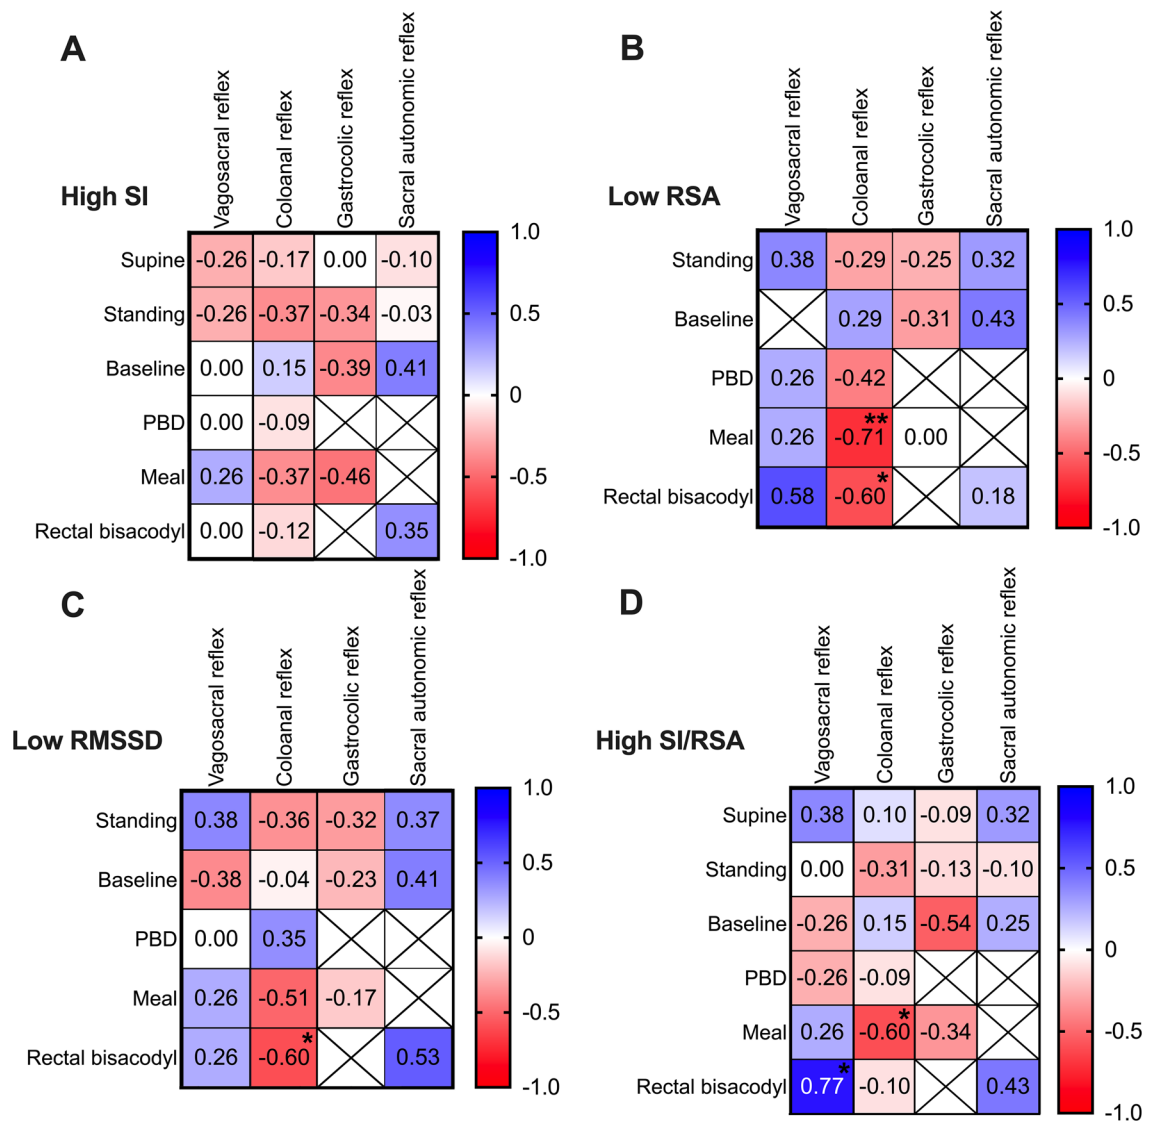 A
Vagosacral reflex
Coloanal reflex
Gastrocolic reflex
Sacral autonomic reflex
High SI
Supine -0.26 -0.17 0.00 -0.10
Standing -0.26 -0.37 -0.34 -0.03
Baseline 0.00 0.15 -0.39 0.41
PBD 0.00 -0.09
Meal 0.26 -0.37 -0.46
Rectal bisacodyl 0.00 -0.12 0.35
1.0
0.5
0
-0.5
-1.0
B
Vagosacral reflex
Coloanal reflex
Gastrocolic reflex
Sacral autonomic reflex
Low RSA
Standing 0.38 -0.29 -0.25 0.32
Baseline 0.29 -0.31 0.43
PBD 0.26 -0.42
Meal 0.26 -0.71** 0.00
Rectal bisacodyl 0.58 -0.60* 0.18
1.0
0.5
0
-0.5
-1.0
C
Vagosacral reflex
Coloanal reflex
Gastrocolic reflex
Sacral autonomic reflex
Low RMSSD
Standing 0.38 -0.36 -0.32 0.37
Baseline -0.38 -0.04 -0.23 0.41
PBD 0.00 0.35
Meal 0.26 -0.51 -0.17
Rectal bisacodyl 0.26 -0.60* 0.53
1.0
0.5
0
-0.5
-1.0
D
Vagosacral reflex
Coloanal reflex
Gastrocolic reflex
Sacral autonomic reflex
High SI/RSA
Supine 0.38 0.10 -0.09 0.32
Standing 0.00 -0.31 -0.13 -0.10
Baseline -0.26 0.15 -0.54 0.25
PBD -0.26 -0.09
Meal 0.26 -0.60* -0.34
Rectal bisacodyl 0.77* -0.10 0.43
1.0
0.5
0
-0.5
-1.0